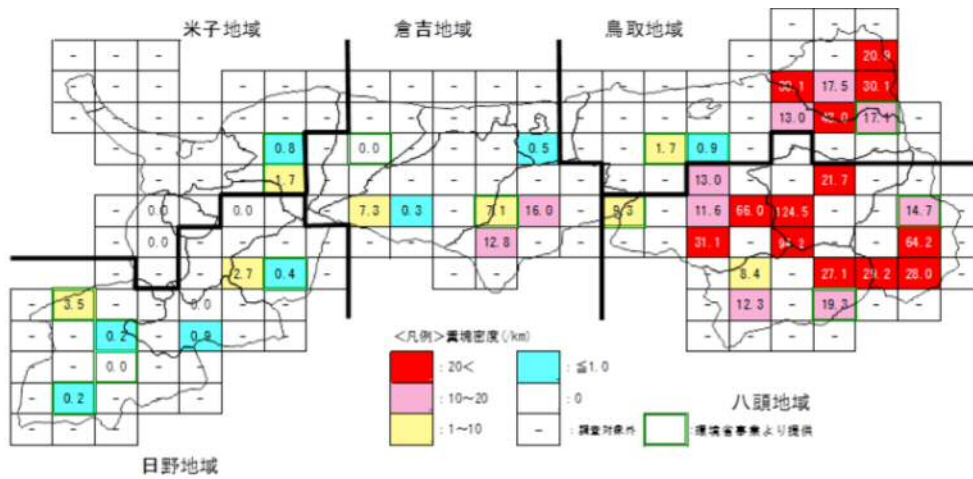 米子地域 倉吉地域 鳥取地域
- - - - - -
- - - - - 20.9
- - - - - - - - - - - - - - 39.1 17.5 30.1
- - - - - - - - - - - - - - - - 13.0 48.0 17.1 -
- - - - 0.8 - 0.0 - - - 0.5 - - 1.7 0.9 - - - - -
- - 1.7 - - - - - - - - - 13.0 - - 21.7 - -
- 0.0 - 0.0 - 7.3 0.3 - 7.1 16.0 - 9.3 - 11.6 66.0 124.5 - - 14.7
- 0.0 - - - - - - 12.8 - - - - 31.1 - - - 64.2
- 3.5 - - - 2.7 0.4 - - - 8.4 - 27.1 29.2 28.0
- - 0.0 - - - 12.3 - 19.3 - -
- - 0.2 - 0.9 - -
- - 0.0 - -
- 0.2 - - -
- - - - -
<凡例>糞塊密度(/km)
:20< :≦1.0
:10～20 :0
:1～10 - :調査対象外 :環境省事業より提供
八頭地域
日野地域